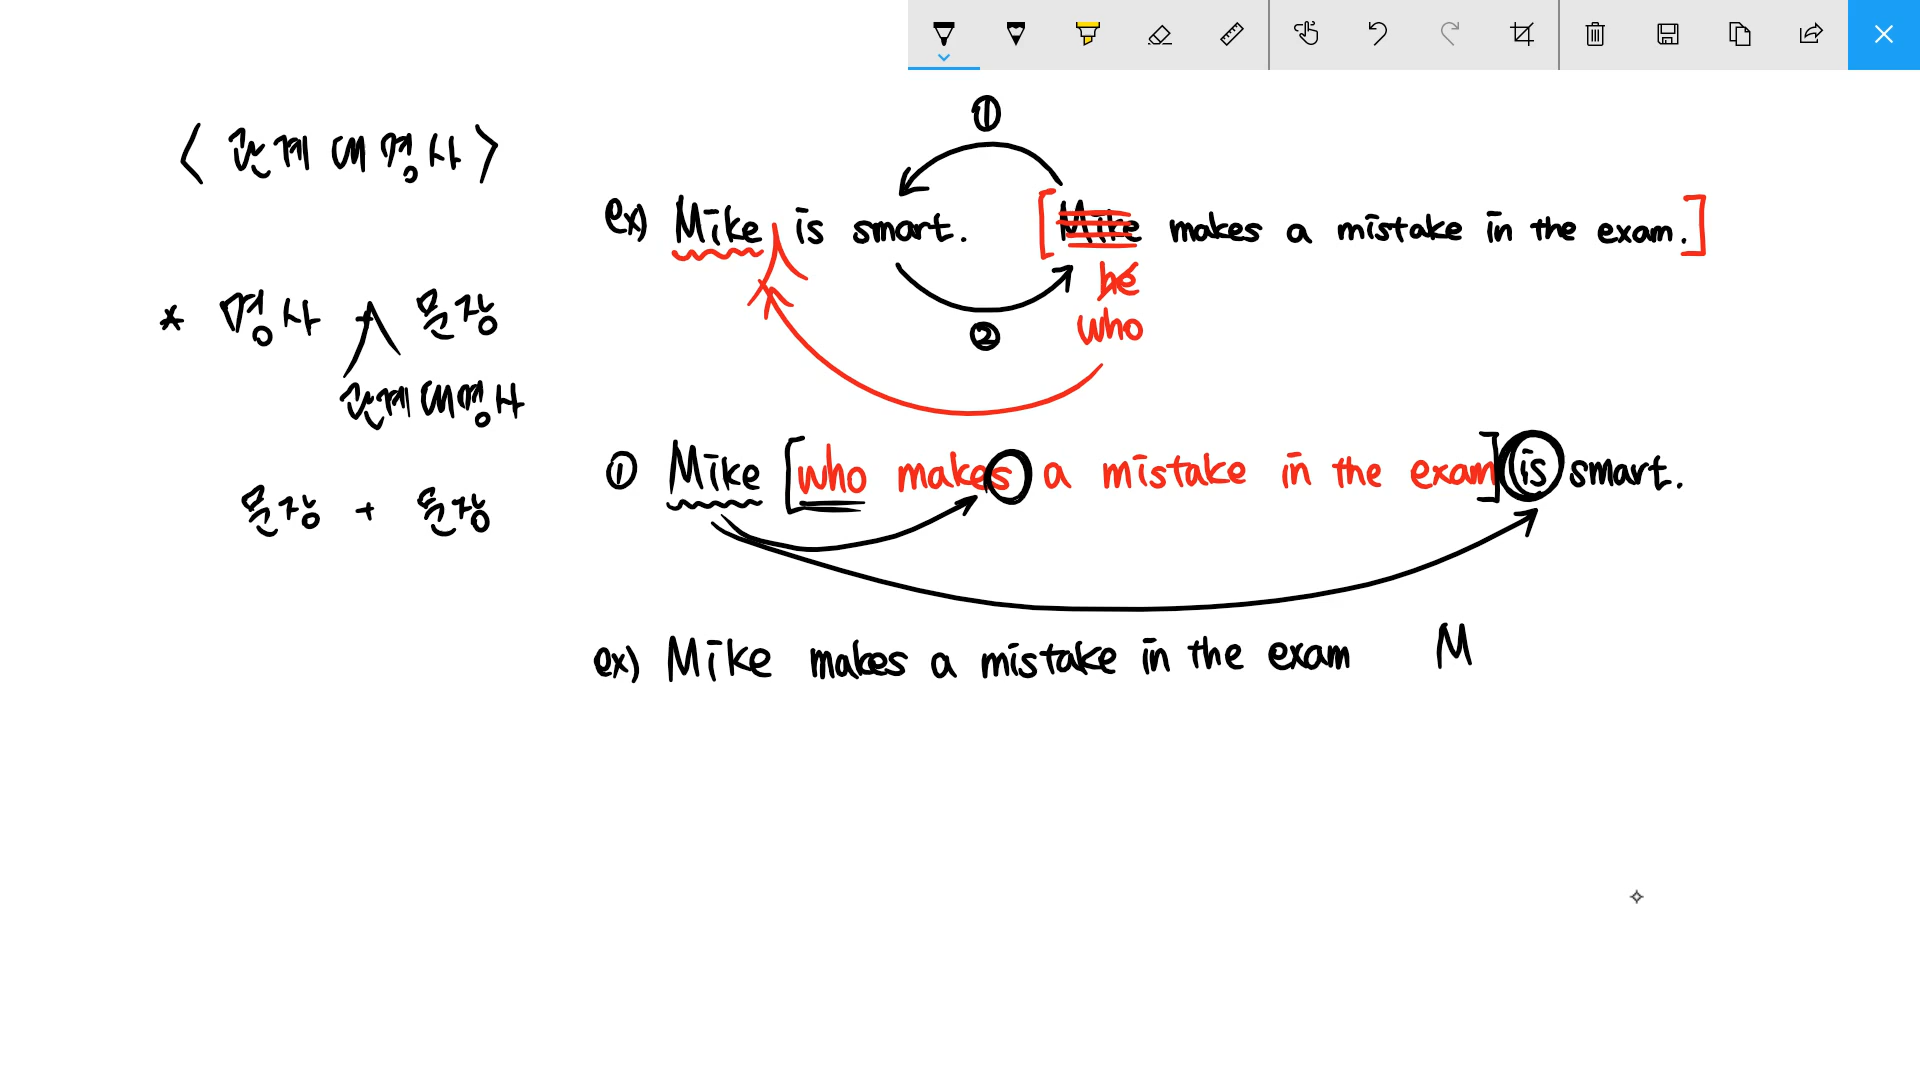 < 관계대명사 >
* 명사 + 문장
관계대명사
문장 + 문장
①
ex) Mike is smart. [Mike makes a mistake in the exam.]
he
who
②
① Mike [who makes a mistake in the exam] is smart.
ex) Mike makes a mistake in the exam M